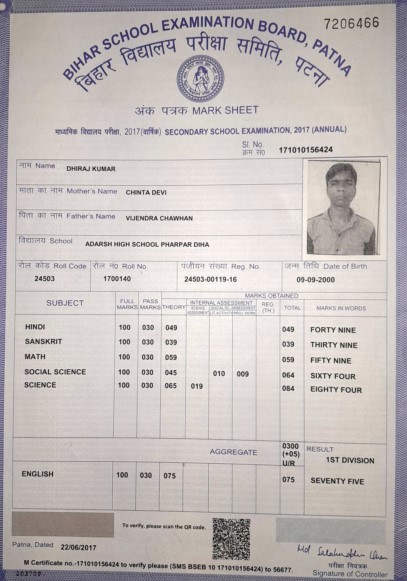 7206466
BIHAR SCHOOL EXAMINATION BOARD, PATNA
बिहार विद्यालय परीक्षा समिति, पटना
अंक पत्रक MARK SHEET
माध्यमिक विद्यालय परीक्षा, 2017(वार्षिक) SECONDARY SCHOOL EXAMINATION, 2017 (ANNUAL)
Sl. No.
क्रम सं० 171010156424
नाम Name DHIRAJ KUMAR
माता का नाम Mother's Name CHINTA DEVI
पिता का नाम Father's Name VIJENDRA CHAWHAN
विद्यालय School ADARSH HIGH SCHOOL PHARPAR DIHA
रोल कोड Roll Code रोल न० Roll No. पंजीयन संख्या Reg. No. जन्म तिथि Date of Birth
24503 1700140 24503-00119-16 09-09-2000
MARKS OBTAINED
SUBJECT FULL MARKS PASS MARKS THEORY INTERNAL ASSESSMENT REG (TH.) TOTAL MARKS IN WORDS
HINDI 100 030 049 049 FORTY NINE
SANSKRIT 100 030 039 039 THIRTY NINE
MATH 100 030 059 059 FIFTY NINE
SOCIAL SCIENCE 100 030 045 010 009 064 SIXTY FOUR
SCIENCE 100 030 065 019 084 EIGHTY FOUR
AGGREGATE 0300 (+05) U/R RESULT 1ST DIVISION
ENGLISH 100 030 075 075 SEVENTY FIVE
To verify, please scan the QR code.
Patna, Dated 22/06/2017
परीक्षा नियंत्रक
Signature of Controller
M Certificate no.-171010156424 to verify please (SMS BSEB 10 171010156424) to 56677.